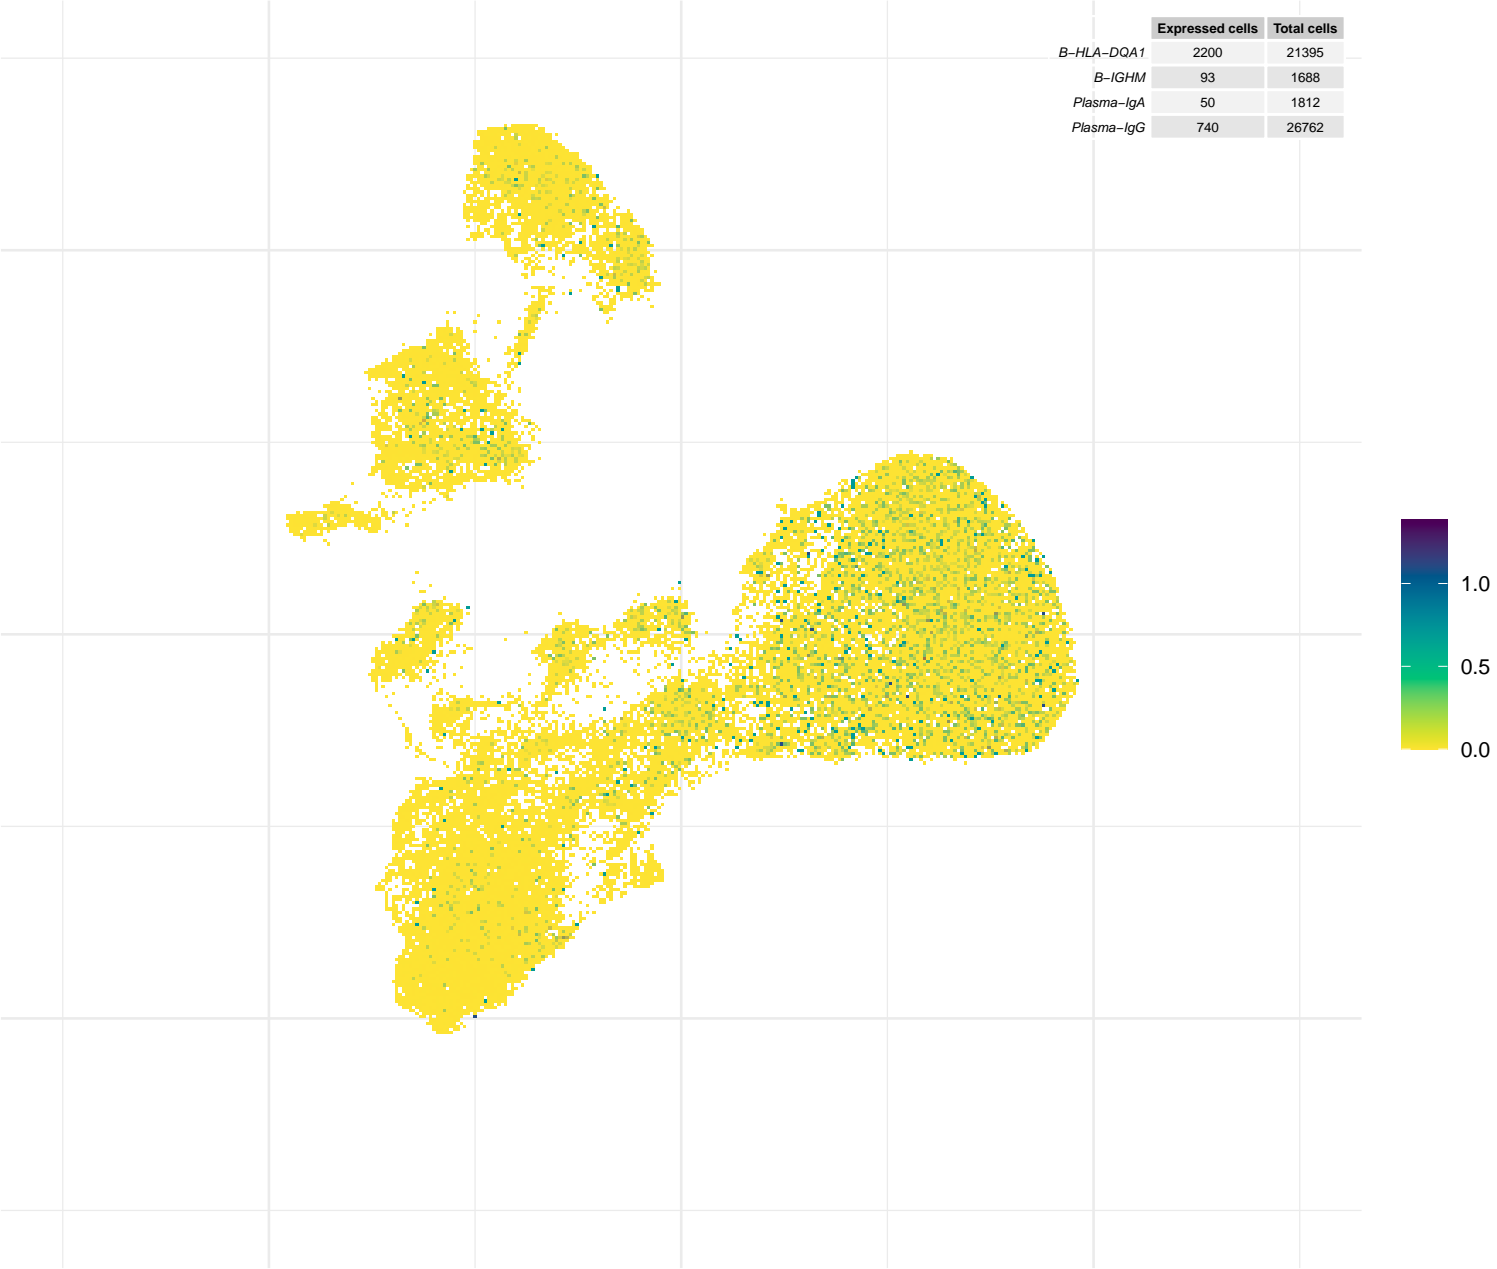 Expressed cells Total cells
B−HLA−DQA1 2200 21395
B−IGHM 93 1688
Plasma−IgA 50 1812
Plasma−IgG 740 26762
1.0
0.5
0.0